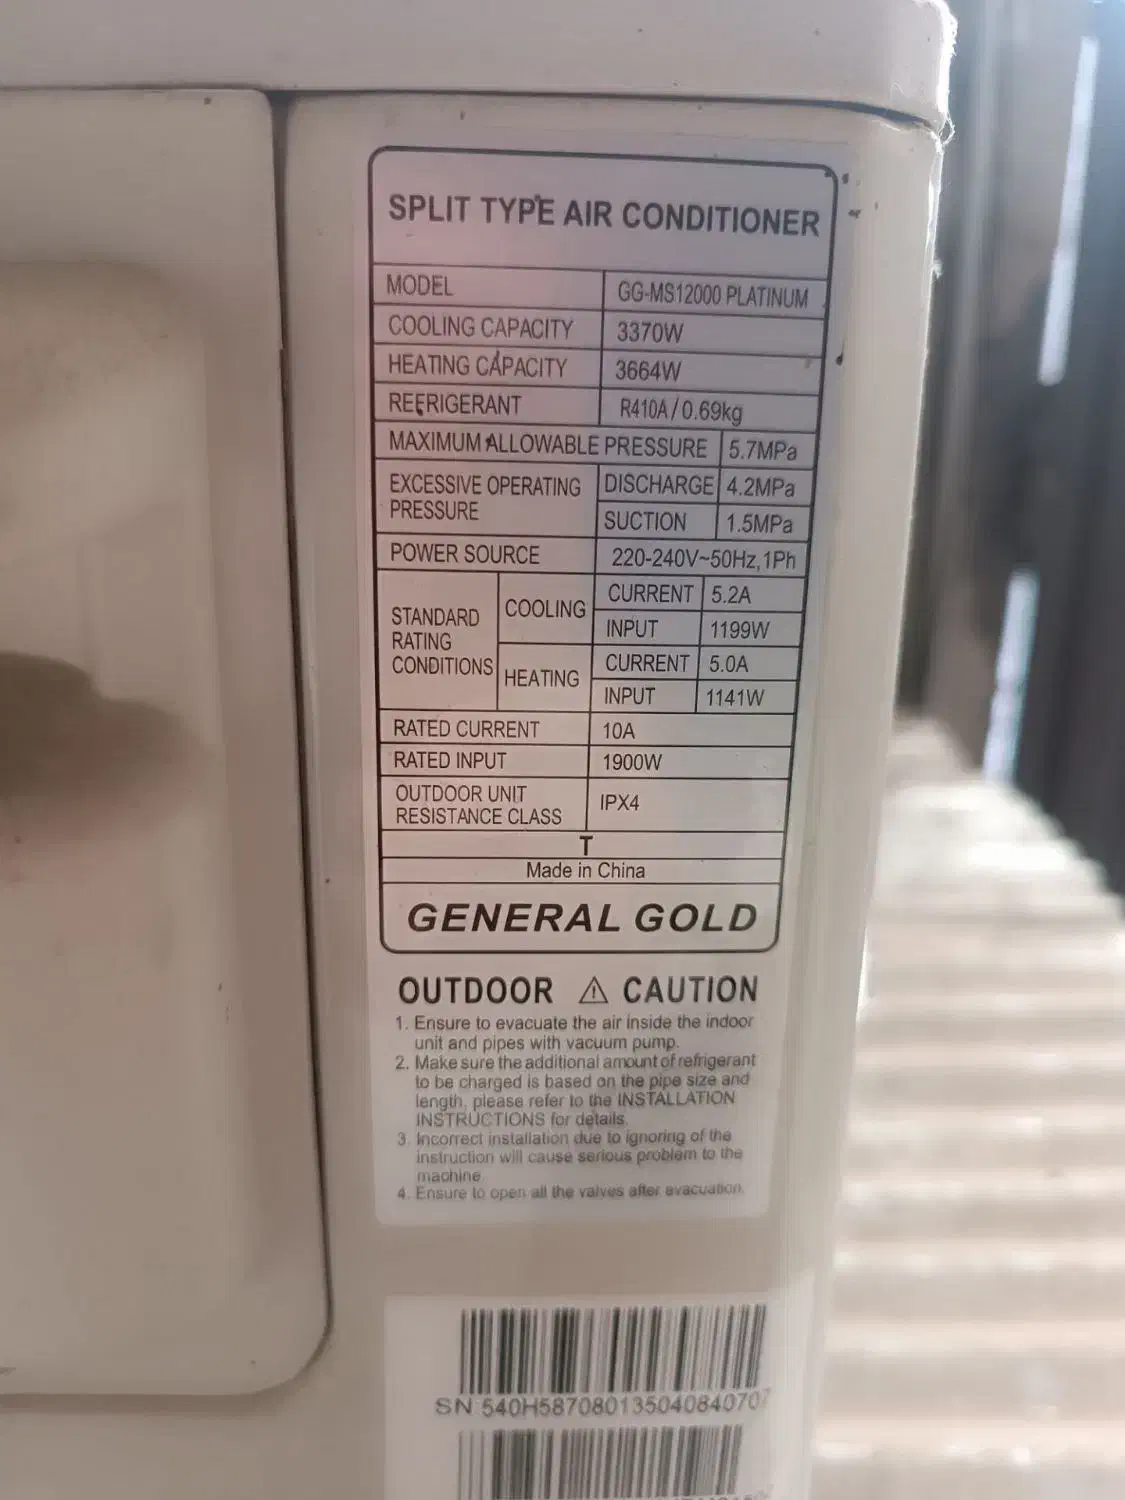 SPLIT TYPE AIR CONDITIONER
MODEL GG-MS12000 PLATINUM
COOLING CAPACITY 3370W
HEATING CAPACITY 3664W
REFRIGERANT R410A/0.69kg
MAXIMUM ALLOWABLE PRESSURE 5.7MPa
EXCESSIVE OPERATING PRESSURE DISCHARGE 4.2MPa
SUCTION 1.5MPa
POWER SOURCE 220-240V~50Hz,1Ph
STANDARD RATING CONDITIONS COOLING CURRENT 5.2A
INPUT 1199W
HEATING CURRENT 5.0A
INPUT 1141W
RATED CURRENT 10A
RATED INPUT 1900W
OUTDOOR UNIT RESISTANCE CLASS IPX4
T
Made in China
GENERAL GOLD
OUTDOOR ⚠ CAUTION
1. Ensure to evacuate the air inside the indoor
unit and pipes with vacuum pump.
2. Make sure the additional amount of refrigerant
to be charged is based on the pipe size and
length, please refer to the INSTALLATION
INSTRUCTIONS for details.
3. Incorrect installation due to ignoring of the
instruction will cause serious problem to the
machine.
4. Ensure to open all the valves after evacuation.
SN 540H58708013504084070